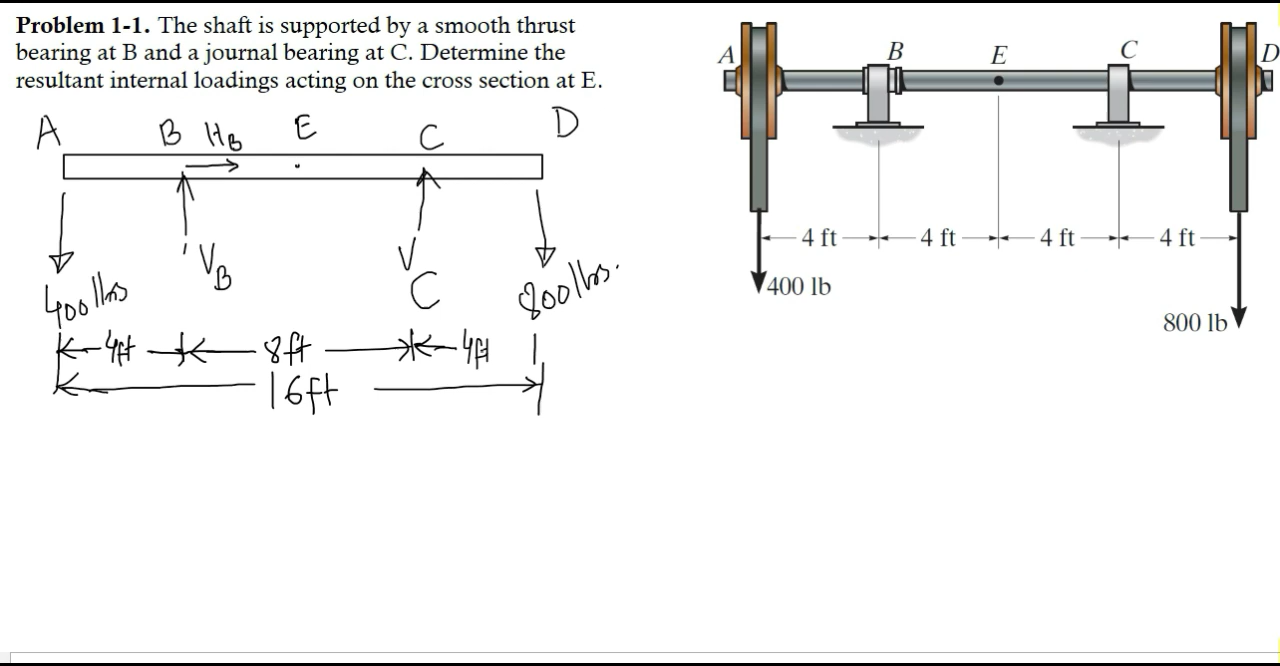 Problem 1-1. The shaft is supported by a smooth thrust
bearing at B and a journal bearing at C. Determine the
resultant internal loadings acting on the cross section at E.
A B H_B E C D
V_B V_C
400 lbs 800 lbs.
4ft 8ft 4ft
16ft
A B E C D
4 ft 4 ft 4 ft 4 ft
400 lb
800 lb